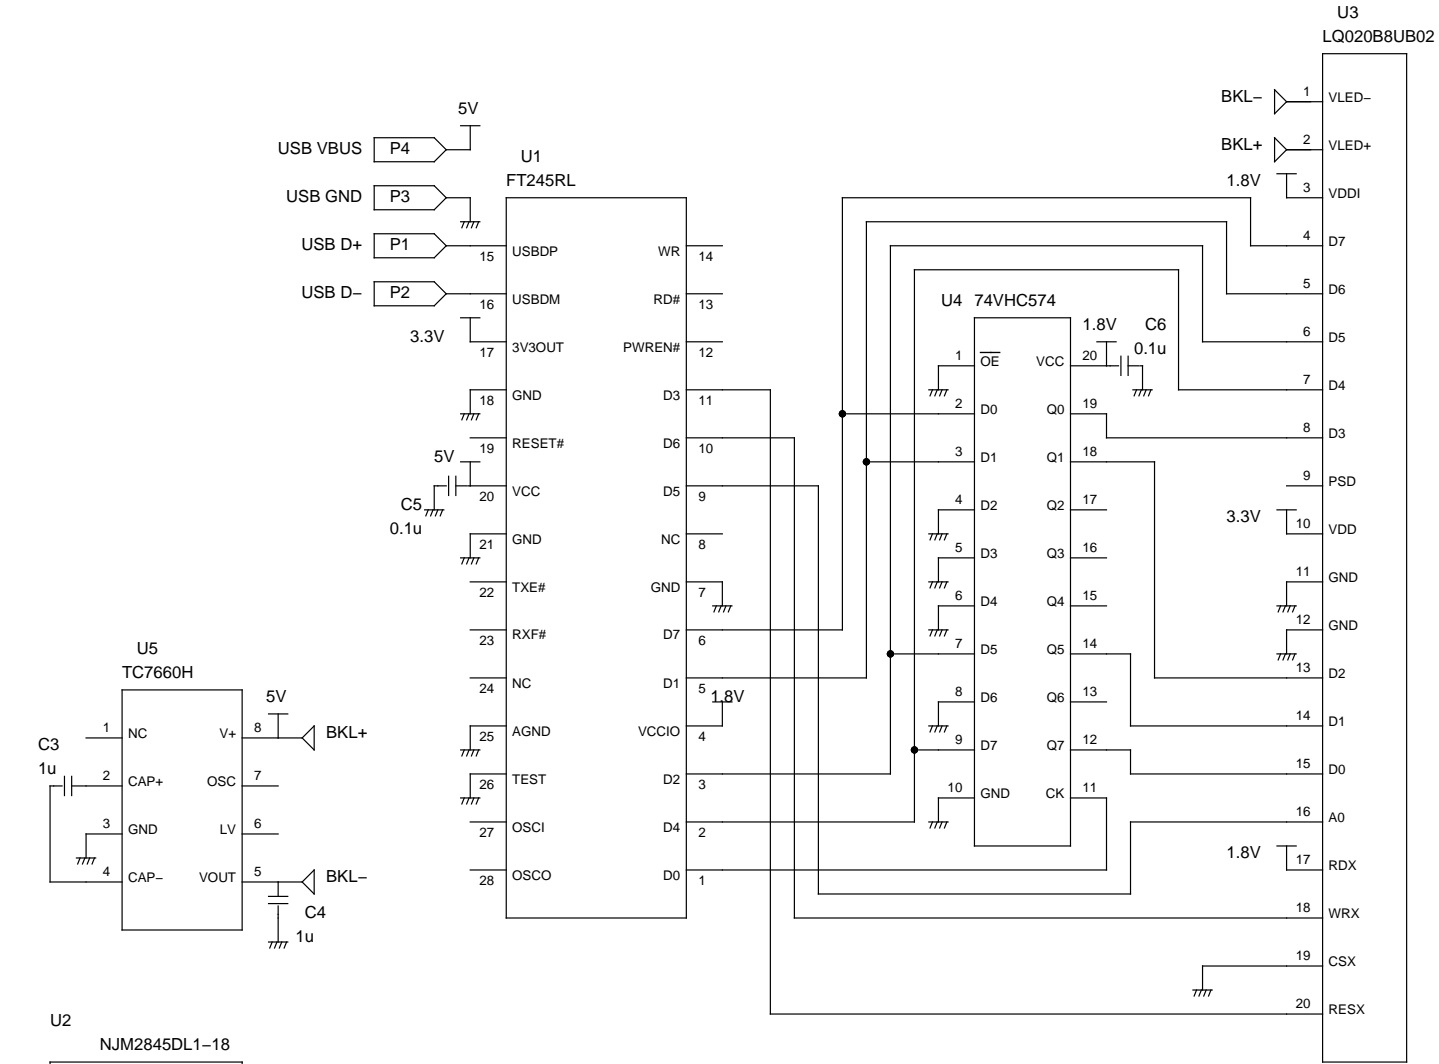 U3
LQ020B8UB02
BKL− 1 VLED−
BKL+ 2 VLED+
1.8V 3 VDDI
4 D7
5 D6
6 D5
7 D4
8 D3
9 PSD
3.3V 10 VDD
11 GND
12 GND
13 D2
14 D1
15 D0
16 A0
1.8V 17 RDX
18 WRX
19 CSX
20 RESX
5V
USB VBUS P4
USB GND P3
USB D+ P1
USB D− P2
U1
FT245RL
15 USBDP
16 USBDM
3.3V
17 3V3OUT
18 GND
19 RESET#
5V
20 VCC
C5
0.1u
21 GND
22 TXE#
23 RXF#
24 NC
25 AGND
26 TEST
27 OSCI
28 OSCO
WR 14
RD# 13
PWREN# 12
D3 11
D6 10
D5 9
NC 8
GND 7
D7 6
D1 5
1.8V
VCCIO 4
D2 3
D4 2
D0 1
U4 74VHC574
1.8V C6
0.1u
1 OE VCC 20
2 D0 Q0 19
3 D1 Q1 18
4 D2 Q2 17
5 D3 Q3 16
6 D4 Q4 15
7 D5 Q5 14
8 D6 Q6 13
9 D7 Q7 12
10 GND CK 11
U5
TC7660H
5V
1 NC V+ 8 BKL+
C3
1u
2 CAP+ OSC 7
3 GND LV 6
4 CAP− VOUT 5 BKL−
C4
1u
U2
NJM2845DL1−18